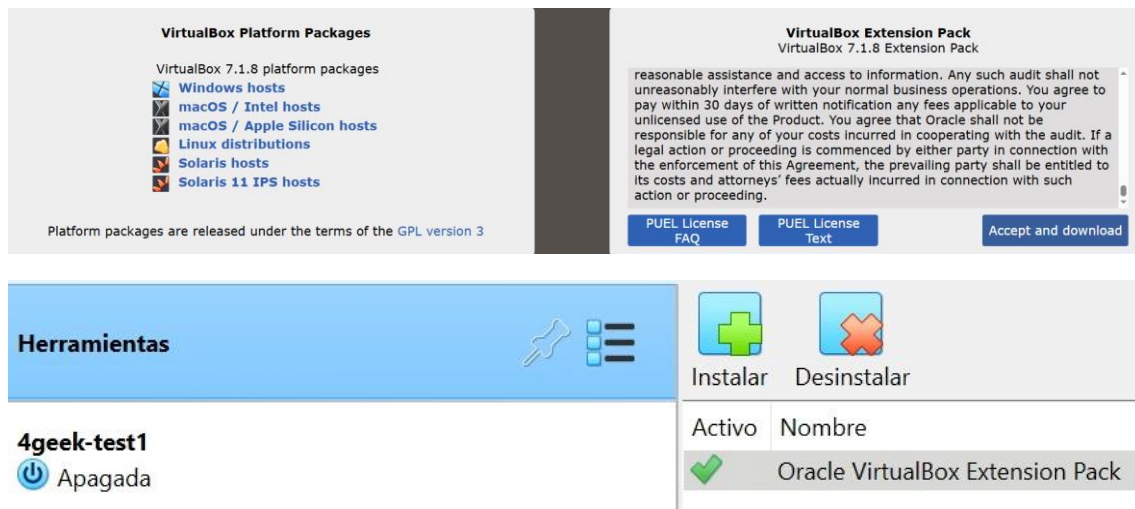 VirtualBox Platform Packages
VirtualBox 7.1.8 platform packages
Windows hosts
macOS / Intel hosts
macOS / Apple Silicon hosts
Linux distributions
Solaris hosts
Solaris 11 IPS hosts
Platform packages are released under the terms of the GPL version 3
VirtualBox Extension Pack
VirtualBox 7.1.8 Extension Pack
reasonable assistance and access to information. Any such audit shall not
unreasonably interfere with your normal business operations. You agree to
pay within 30 days of written notification any fees applicable to your
unlicensed use of the Product. You agree that Oracle shall not be
responsible for any of your costs incurred in cooperating with the audit. If a
legal action or proceeding is commenced by either party in connection with
the enforcement of this Agreement, the prevailing party shall be entitled to
its costs and attorneys' fees actually incurred in connection with such
action or proceeding.
PUEL License
FAQ
PUEL License
Text
Accept and download
Herramientas
4geek-test1
Apagada
Instalar
Desinstalar
Activo Nombre
Oracle VirtualBox Extension Pack